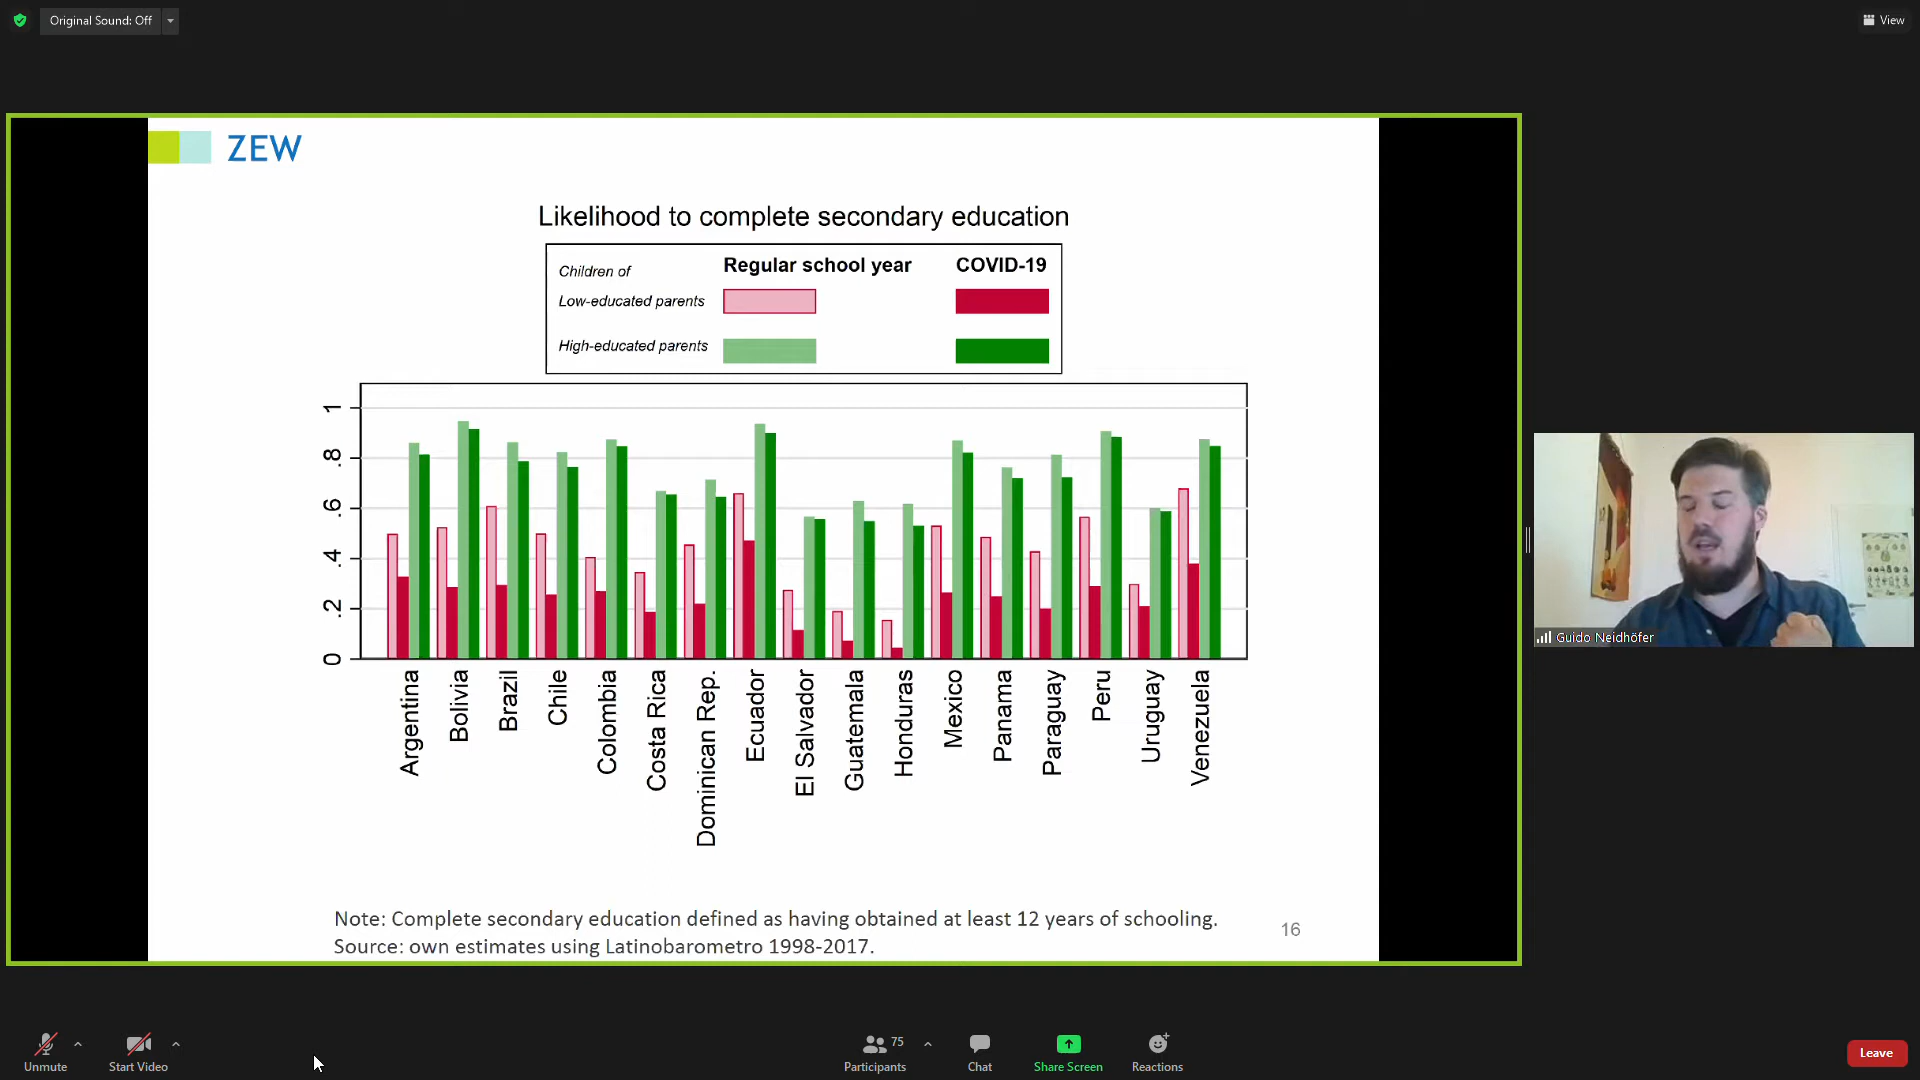 Original Sound: Off
View
ZEW
Likelihood to complete secondary education
Children of
Regular school year
COVID-19
Low-educated parents
High-educated parents
1
.8
.6
.4
.2
0
Argentina
Bolivia
Brazil
Chile
Colombia
Costa Rica
Dominican Rep.
Ecuador
El Salvador
Guatemala
Honduras
Mexico
Panama
Paraguay
Peru
Uruguay
Venezuela
Note: Complete secondary education defined as having obtained at least 12 years of schooling.
Source: own estimates using Latinobarometro 1998-2017.
16
Guido Neidhöfer
Unmute
Start Video
75
Participants
Chat
Share Screen
Reactions
Leave